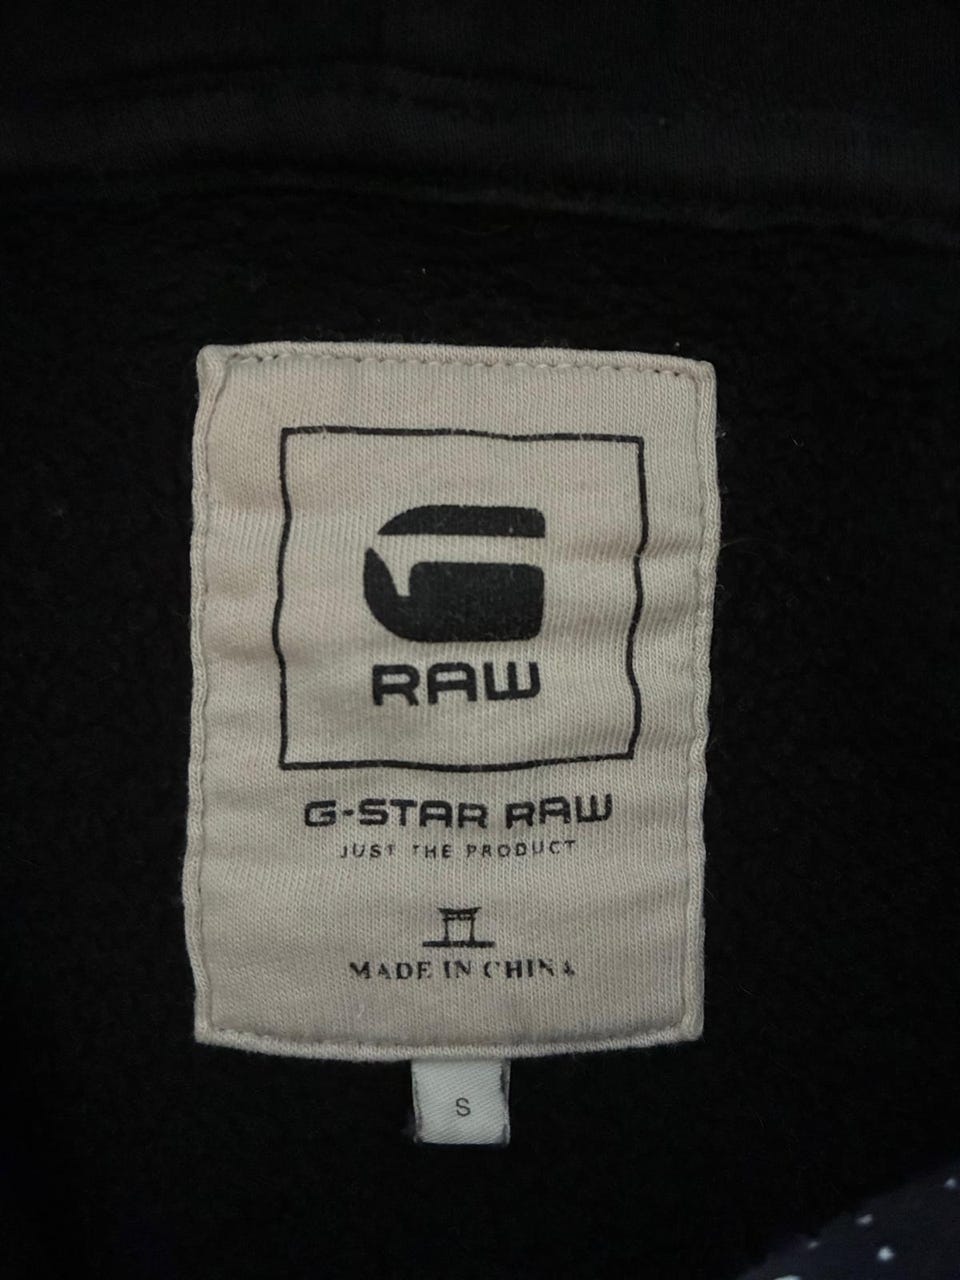 G
RAW
G-STAR RAW
JUST THE PRODUCT
MADE IN CHINA
S